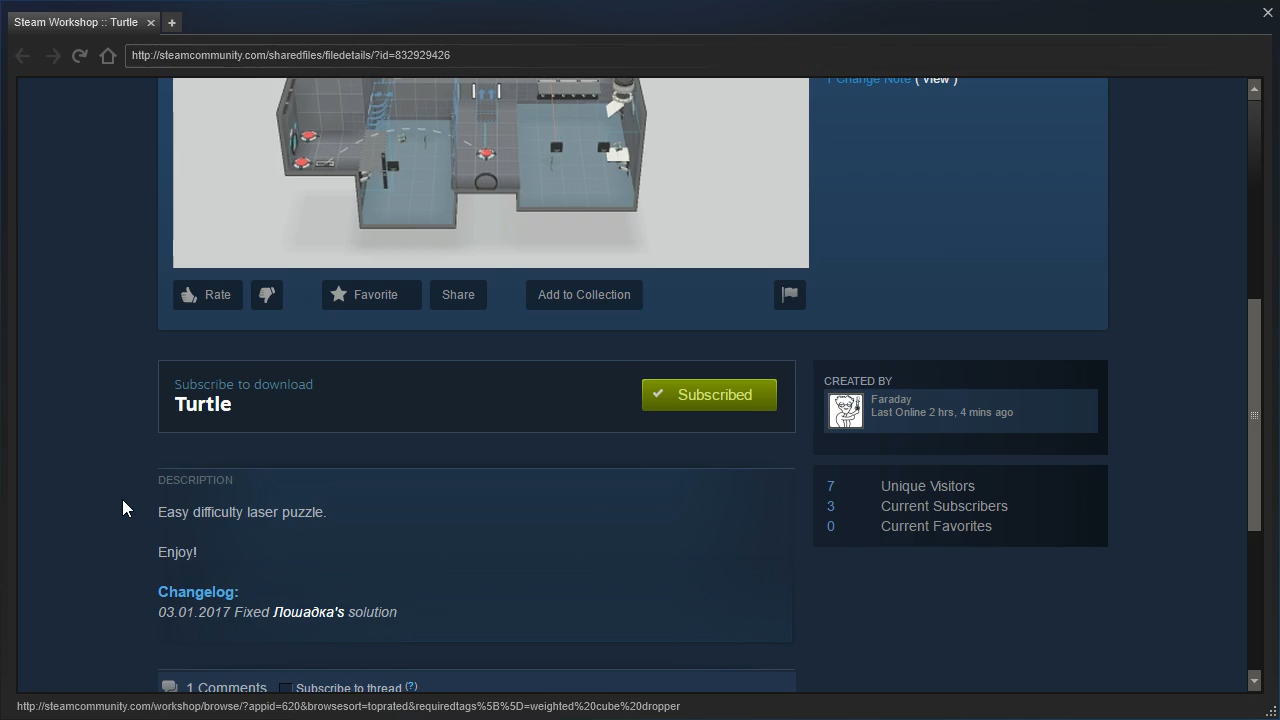 Steam Workshop :: Turtle
http://steamcommunity.com/sharedfiles/filedetails/?id=832929426
1 Change Note ( view )
Rate
Favorite
Share
Add to Collection
Subscribe to download
Turtle
Subscribed
CREATED BY
Faraday
Last Online 2 hrs, 4 mins ago
7 Unique Visitors
3 Current Subscribers
0 Current Favorites
DESCRIPTION
Easy difficulty laser puzzle.
Enjoy!
Changelog:
03.01.2017 Fixed Лошадка's solution
1 Comments Subscribe to thread (?)
http://steamcommunity.com/workshop/browse/?appid=620&browsesort=toprated&requiredtags%5B%5D=weighted%20cube%20dropper